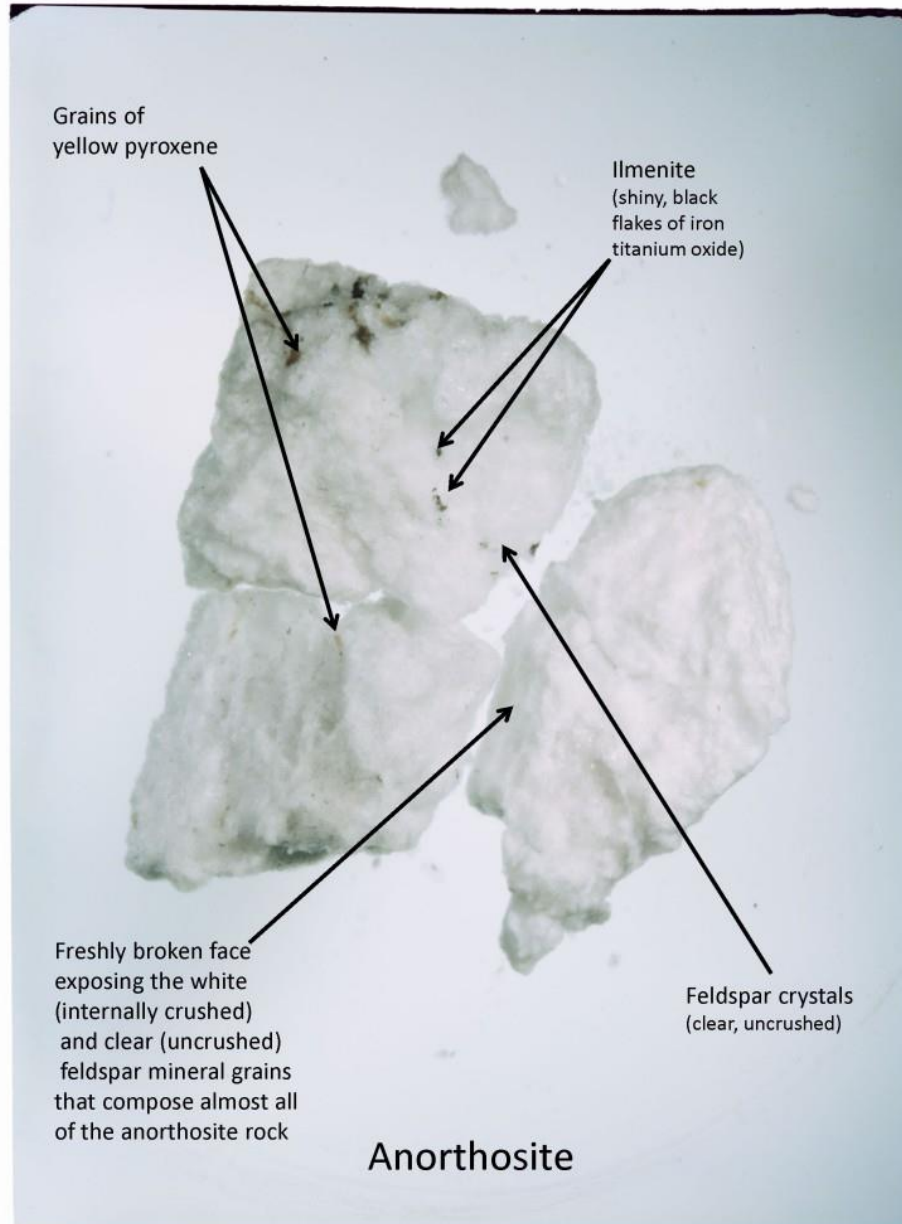 Grains of
yellow pyroxene
Ilmenite
(shiny, black
flakes of iron
titanium oxide)
Freshly broken face
exposing the white
(internally crushed)
and clear (uncrushed)
feldspar mineral grains
that compose almost all
of the anorthosite rock
Feldspar crystals
(clear, uncrushed)
Anorthosite